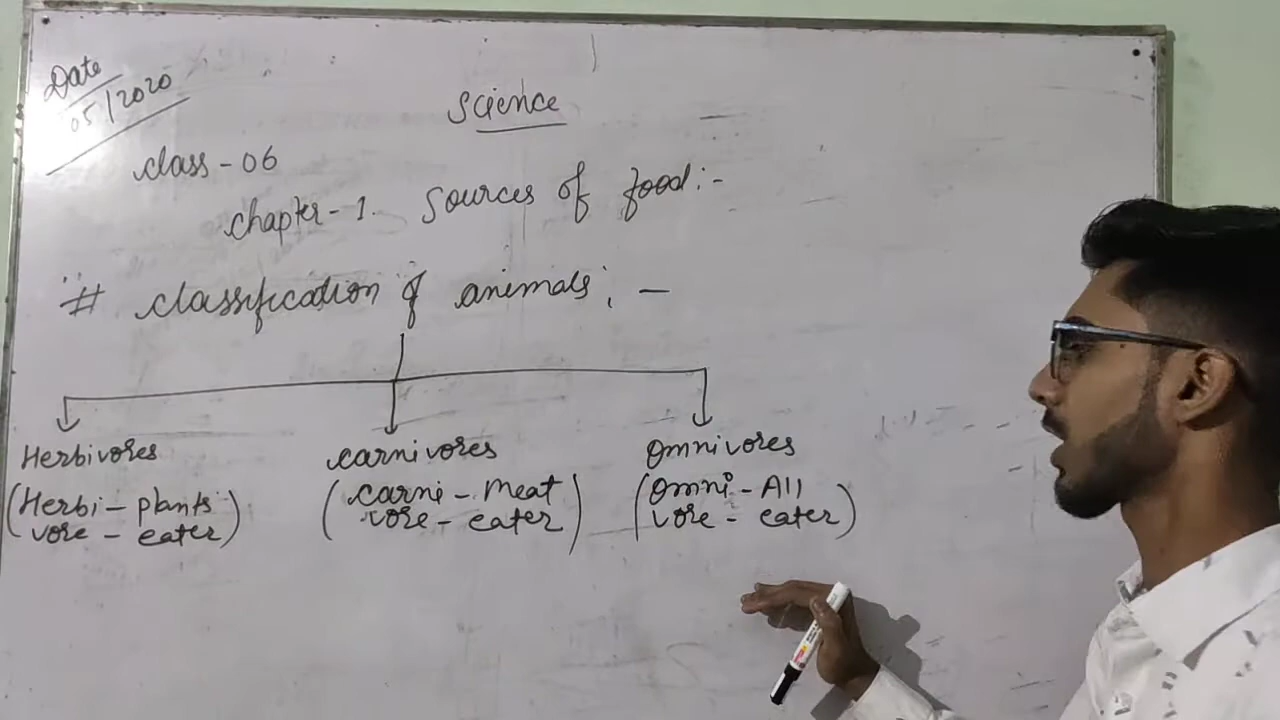 Date
05/2020
Science
class - 06
chapter - 1. Sources of food :-
# classification of animals ; -
Herbivores
(Herbi - plants
vore - eater)
carnivores
(carni - Meat
vore - eater)
Omnivores
(Omni - All
vore - eater)